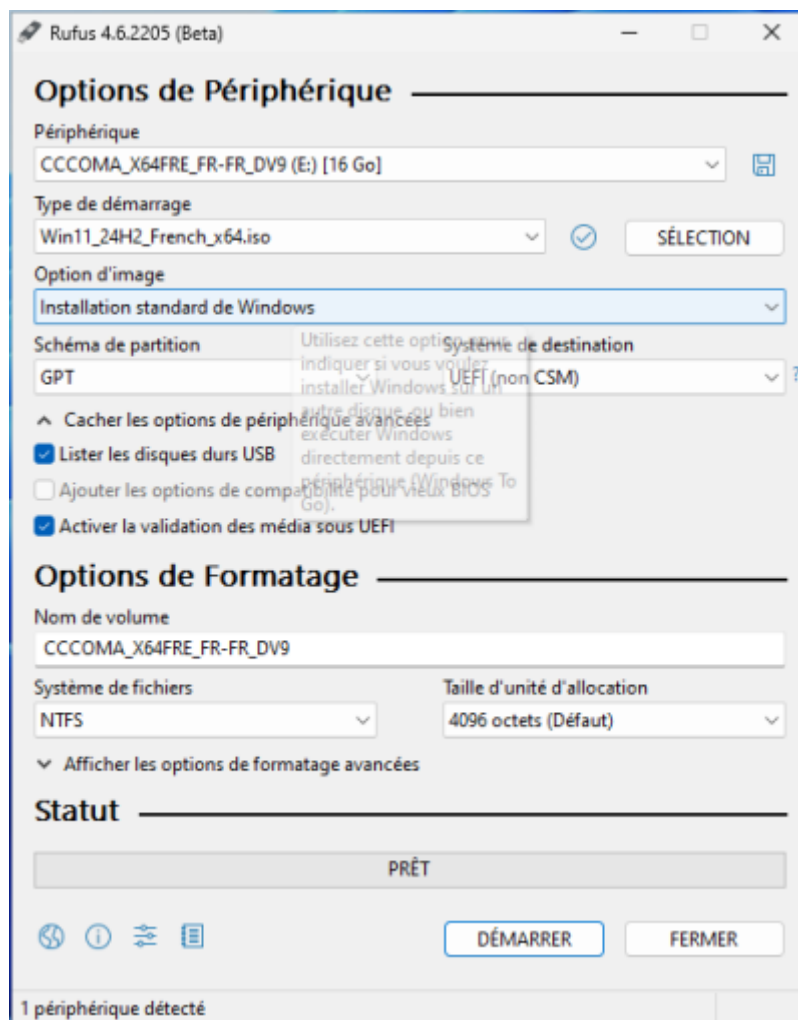 Rufus 4.6.2205 (Beta)
Options de Périphérique
Périphérique
CCCOMA_X64FRE_FR-FR_DV9 (E:) [16 Go]
Type de démarrage
Win11_24H2_French_x64.iso
SÉLECTION
Option d'image
Installation standard de Windows
Schéma de partition
Système de destination
GPT
UEFI (non CSM)
?
Utilisez cette option pour
indiquer si vous voulez
installer Windows sur un
autre disque, ou bien
exécuter Windows
directement depuis ce
périphérique (Windows To
Go).
Cacher les options de périphérique avancées
Lister les disques durs USB
Ajouter les options de compatibilité pour vieux BIOS
Activer la validation des média sous UEFI
Options de Formatage
Nom de volume
CCCOMA_X64FRE_FR-FR_DV9
Système de fichiers
Taille d'unité d'allocation
NTFS
4096 octets (Défaut)
Afficher les options de formatage avancées
Statut
PRÊT
DÉMARRER
FERMER
1 périphérique détecté